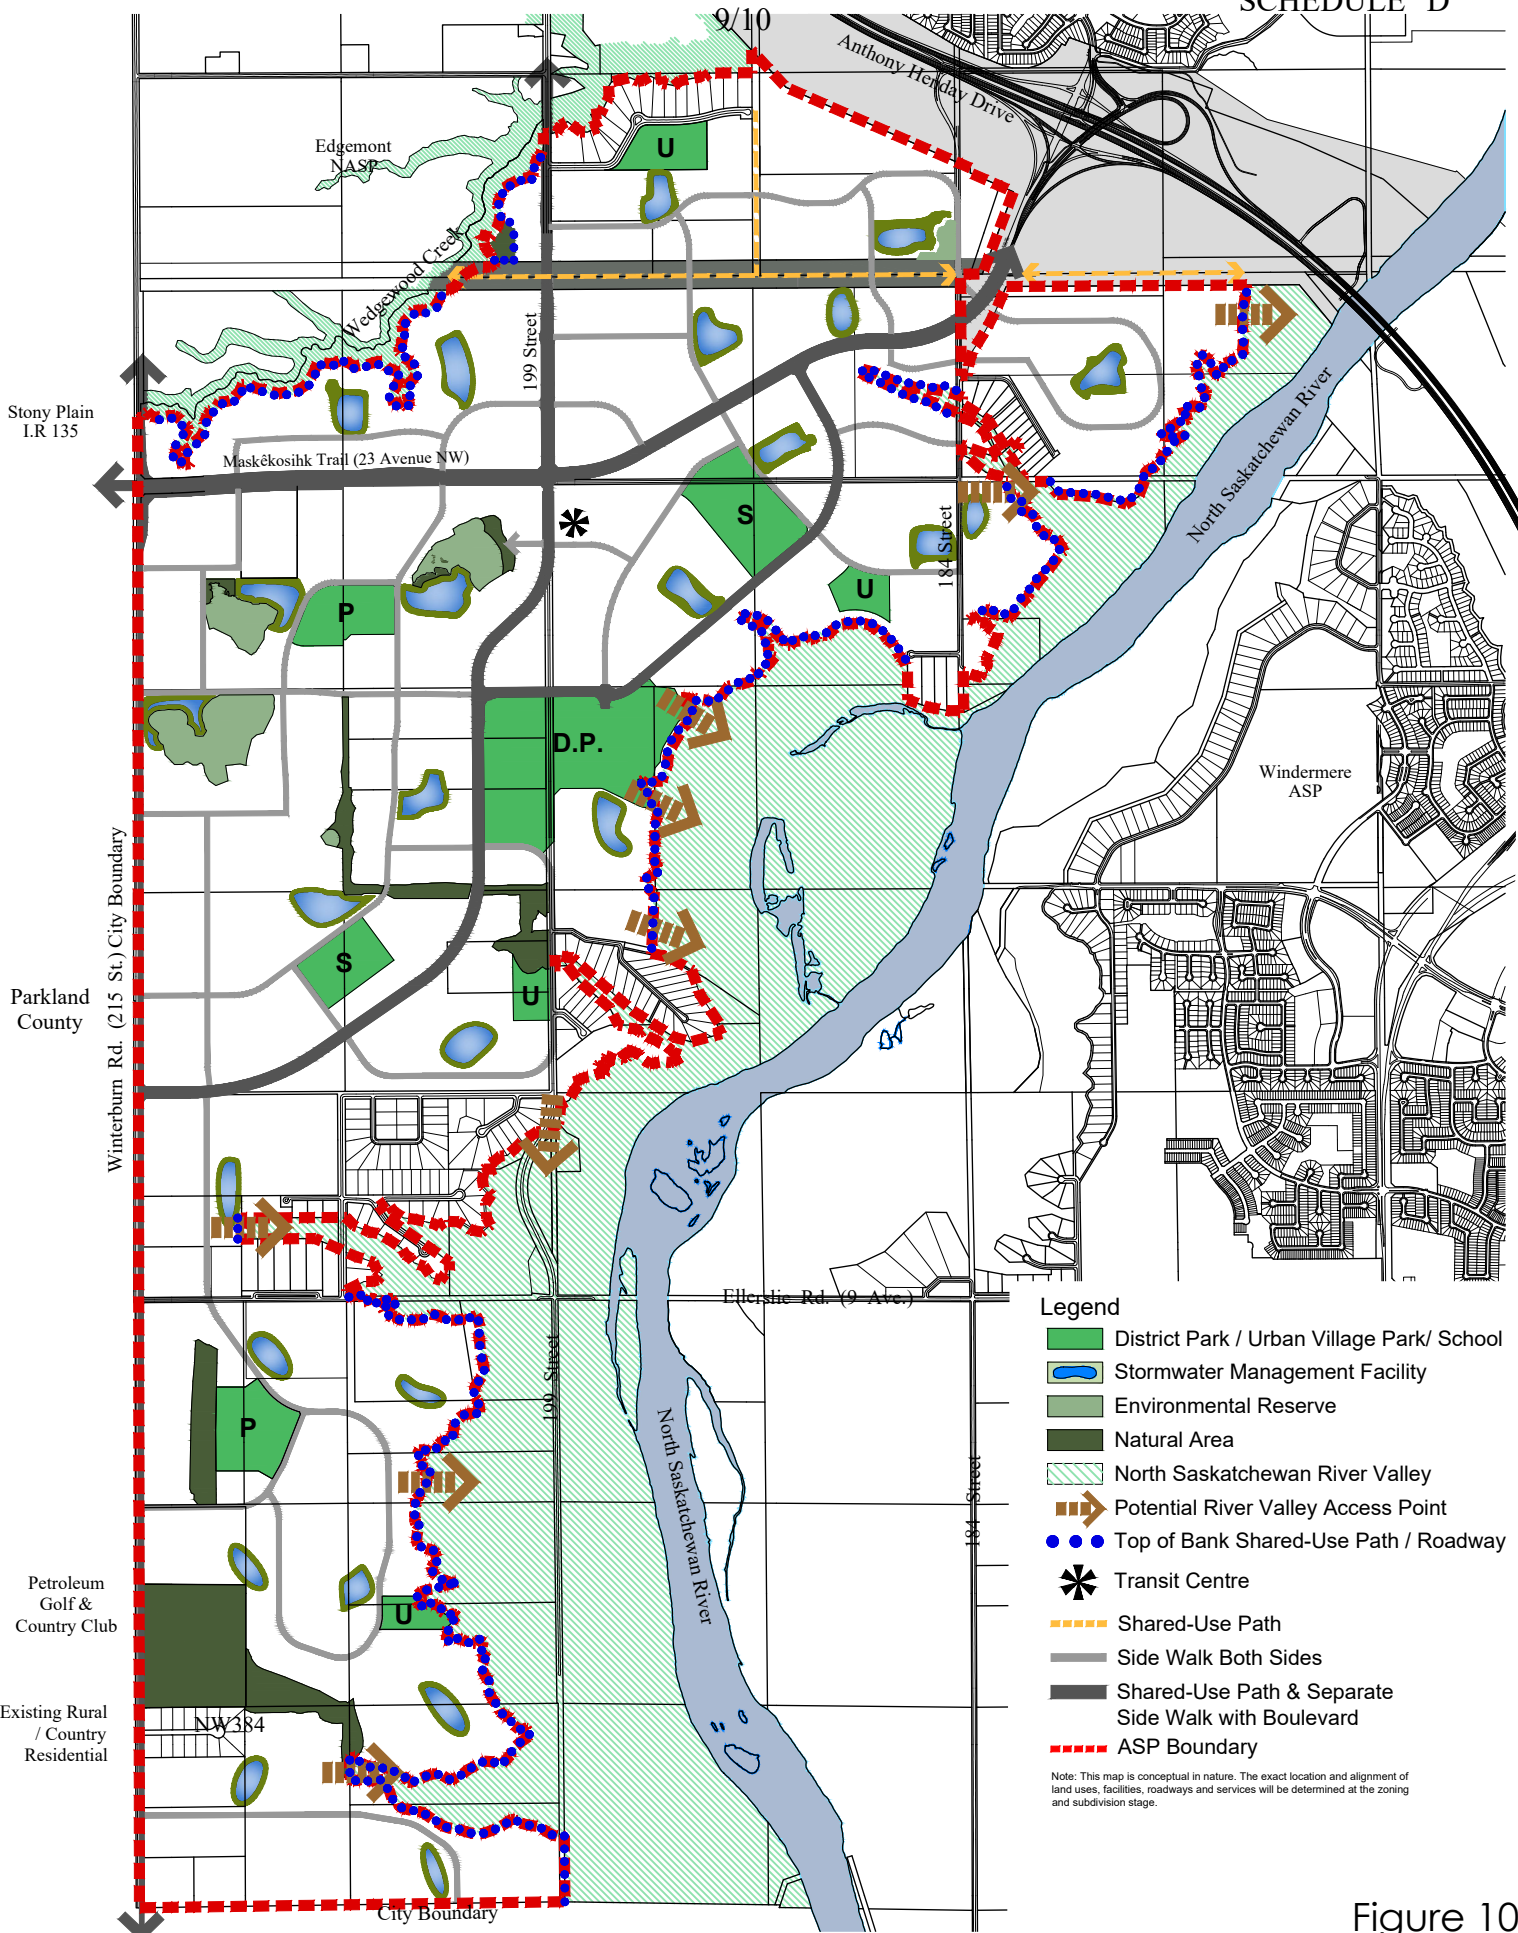 SCHEDULE "D"
9/10
Anthony Henday Drive
Edgemont
NASP
U
Wedgewood Creek
199 Street
Stony Plain
I.R 135
Maskêkosihk Trail (23 Avenue NW)
North Saskatchewan River
S
184 Street
U
P
D.P.
Windermere
ASP
S
U
Parkland
County
Winterburn Rd. (215 St.) City Boundary
Ellerslie Rd. (9 Ave.)
199 Street
P
North Saskatchewan River
184 Street
U
Petroleum
Golf &
Country Club
Existing Rural
/ Country
Residential
NW384
City Boundary
Legend
District Park / Urban Village Park/ School
Stormwater Management Facility
Environmental Reserve
Natural Area
North Saskatchewan River Valley
Potential River Valley Access Point
Top of Bank Shared-Use Path / Roadway
Transit Centre
Shared-Use Path
Side Walk Both Sides
Shared-Use Path & Separate
Side Walk with Boulevard
ASP Boundary
Note: This map is conceptual in nature. The exact location and alignment of
land uses, facilities, roadways and services will be determined at the zoning
and subdivision stage.
Figure 10